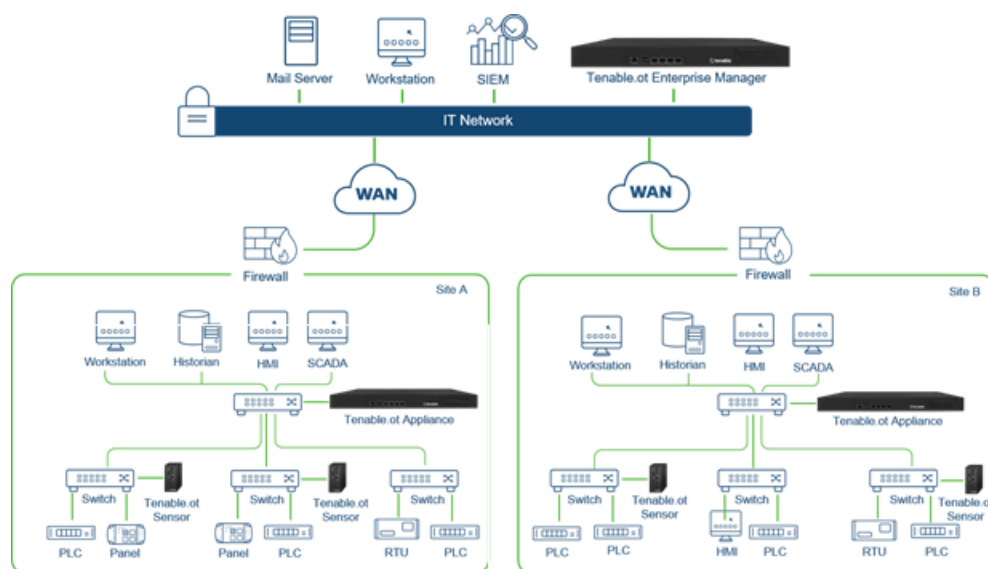 Mail Server
Workstation
SIEM
tenable
Tenable.ot Enterprise Manager
IT Network
WAN
WAN
Firewall
Firewall
Site A
Site B
Workstation
Historian
HMI
SCADA
Tenable.ot Appliance
Switch
Tenable.ot
Sensor
Switch
Tenable.ot
Sensor
Switch
PLC
Panel
Panel
PLC
RTU
PLC
Workstation
Historian
HMI
SCADA
Tenable.ot Appliance
Switch
Tenable.ot
Sensor
Switch
Switch
Tenable.ot
Sensor
PLC
PLC
HMI
PLC
RTU
PLC